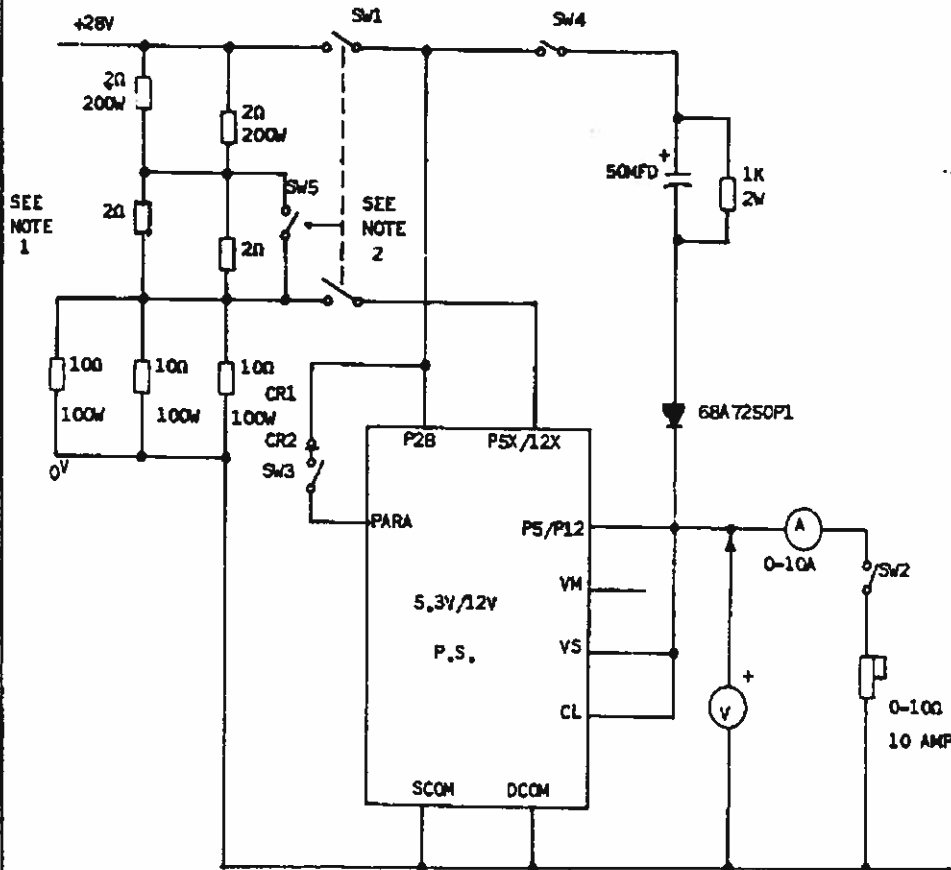 +28V
SW1
SW4
2Ω
200W
2Ω
200W
50MFD
+
1K
2W
SEE
NOTE
1
2Ω
SW5
SEE
NOTE
2
2Ω
10Ω
100W
10Ω
100W
10Ω
100W
CR1
CR2
SW3
0V
68A7250P1
P28
P5X/12X
PARA
P5/P12
A
0-10A
SW2
VM
5.3V/12V
P.S.
VS
CL
+
V
0-10Ω
10 AMP
SCOM
DCOM